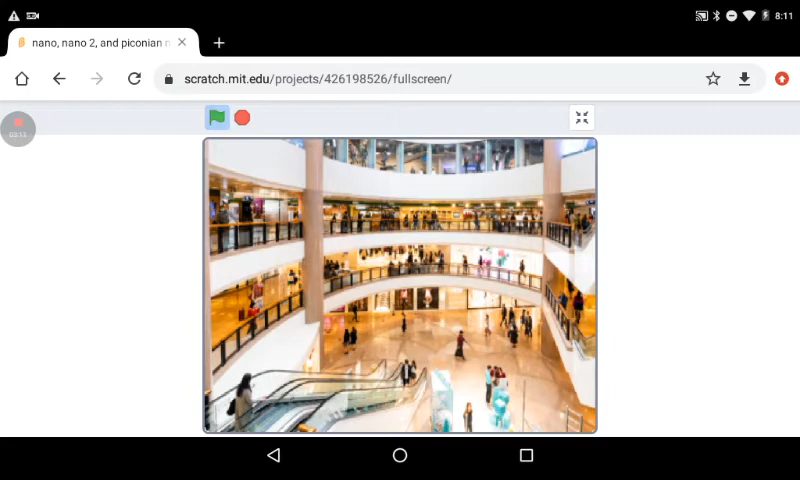 8:11
nano, nano 2, and piconian n
scratch.mit.edu/projects/426198526/fullscreen/
03:11